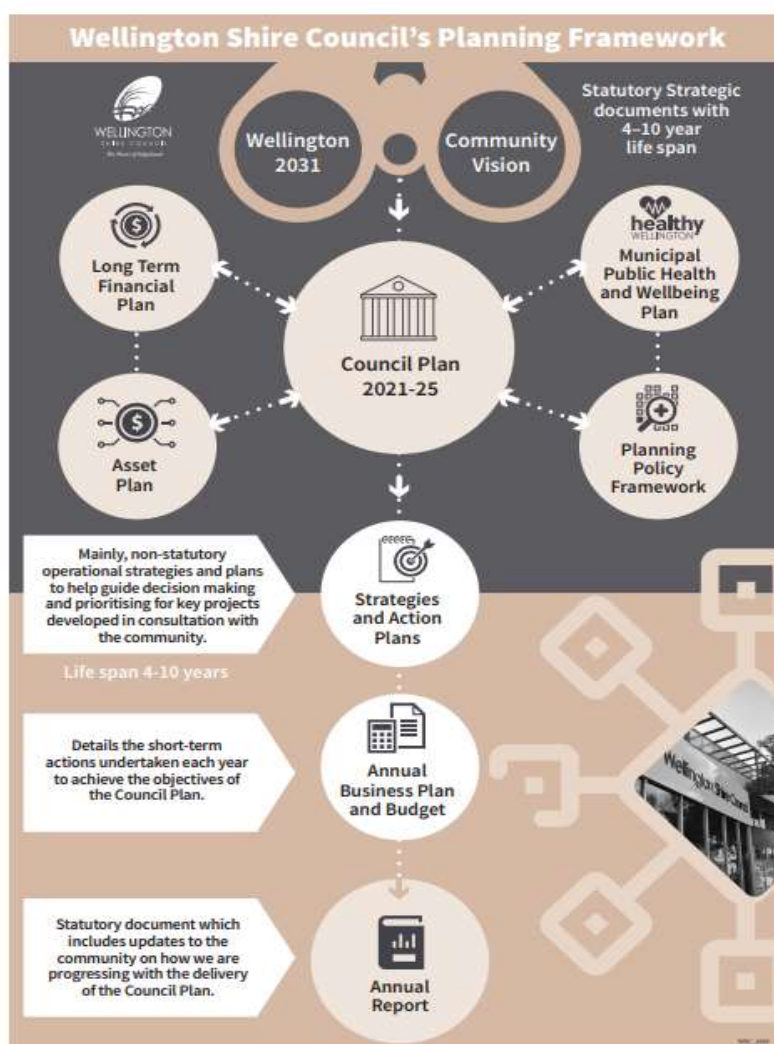 Wellington Shire Council's Planning Framework
WELLINGTON
SHIRE COUNCIL
Wellington
2031
Community
Vision
Statutory Strategic
documents with
4–10 year
life span
Long Term
Financial
Plan
healthy
WELLINGTON
Municipal
Public Health
and Wellbeing
Plan
Council Plan
2021-25
Asset
Plan
Planning
Policy
Framework
Mainly, non-statutory
operational strategies and plans
to help guide decision making
and prioritising for key projects
developed in consultation with
the community.
Strategies
and Action
Plans
Life span 4-10 years
Details the short-term
actions undertaken each year
to achieve the objectives of
the Council Plan.
Annual
Business Plan
and Budget
Wellington Shire Council
Statutory document which
includes updates to the
community on how we are
progressing with the delivery
of the Council Plan.
Annual
Report